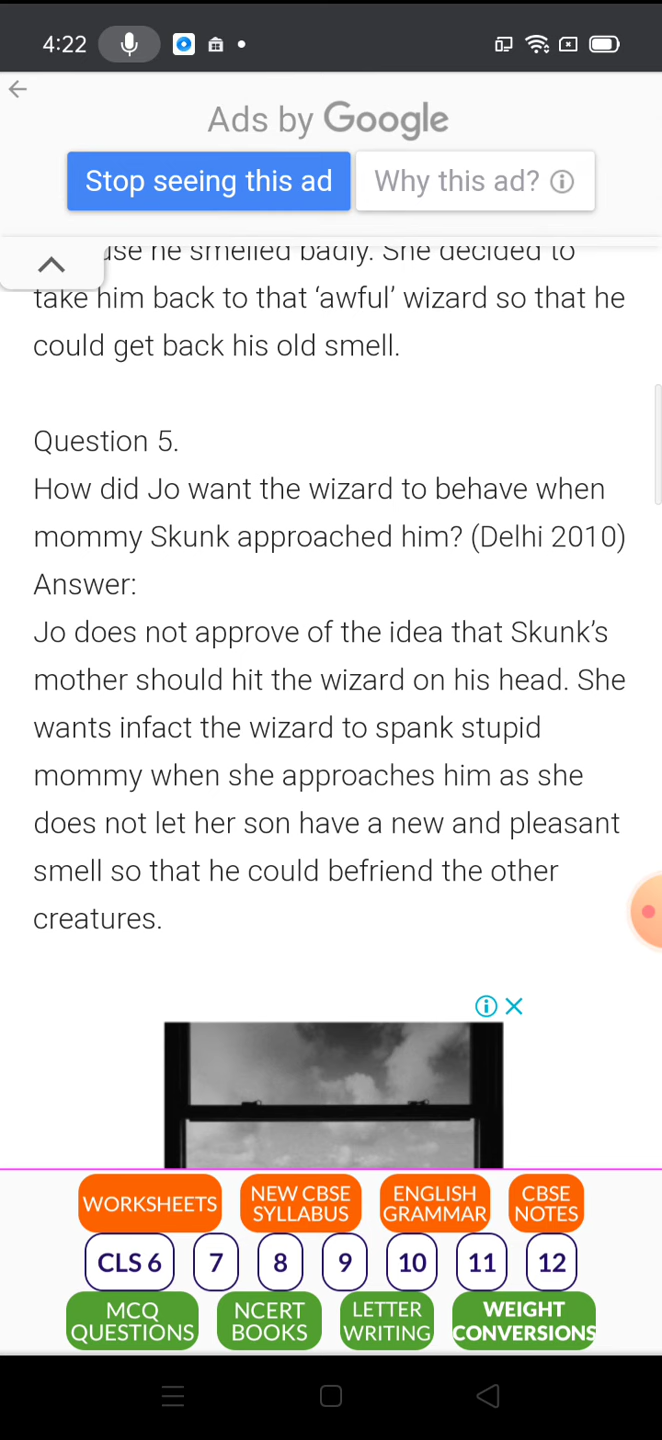 4:22
Ads by Google
Stop seeing this ad
Why this ad?
he smelled badly. She decided to
take him back to that ‘awful’ wizard so that he
could get back his old smell.
Question 5.
How did Jo want the wizard to behave when
mommy Skunk approached him? (Delhi 2010)
Answer:
Jo does not approve of the idea that Skunk’s
mother should hit the wizard on his head. She
wants infact the wizard to spank stupid
mommy when she approaches him as she
does not let her son have a new and pleasant
smell so that he could befriend the other
creatures.
WORKSHEETS
NEW CBSE
SYLLABUS
ENGLISH
GRAMMAR
CBSE
NOTES
CLS 6
7
8
9
10
11
12
MCQ
QUESTIONS
NCERT
BOOKS
LETTER
WRITING
WEIGHT
CONVERSIONS